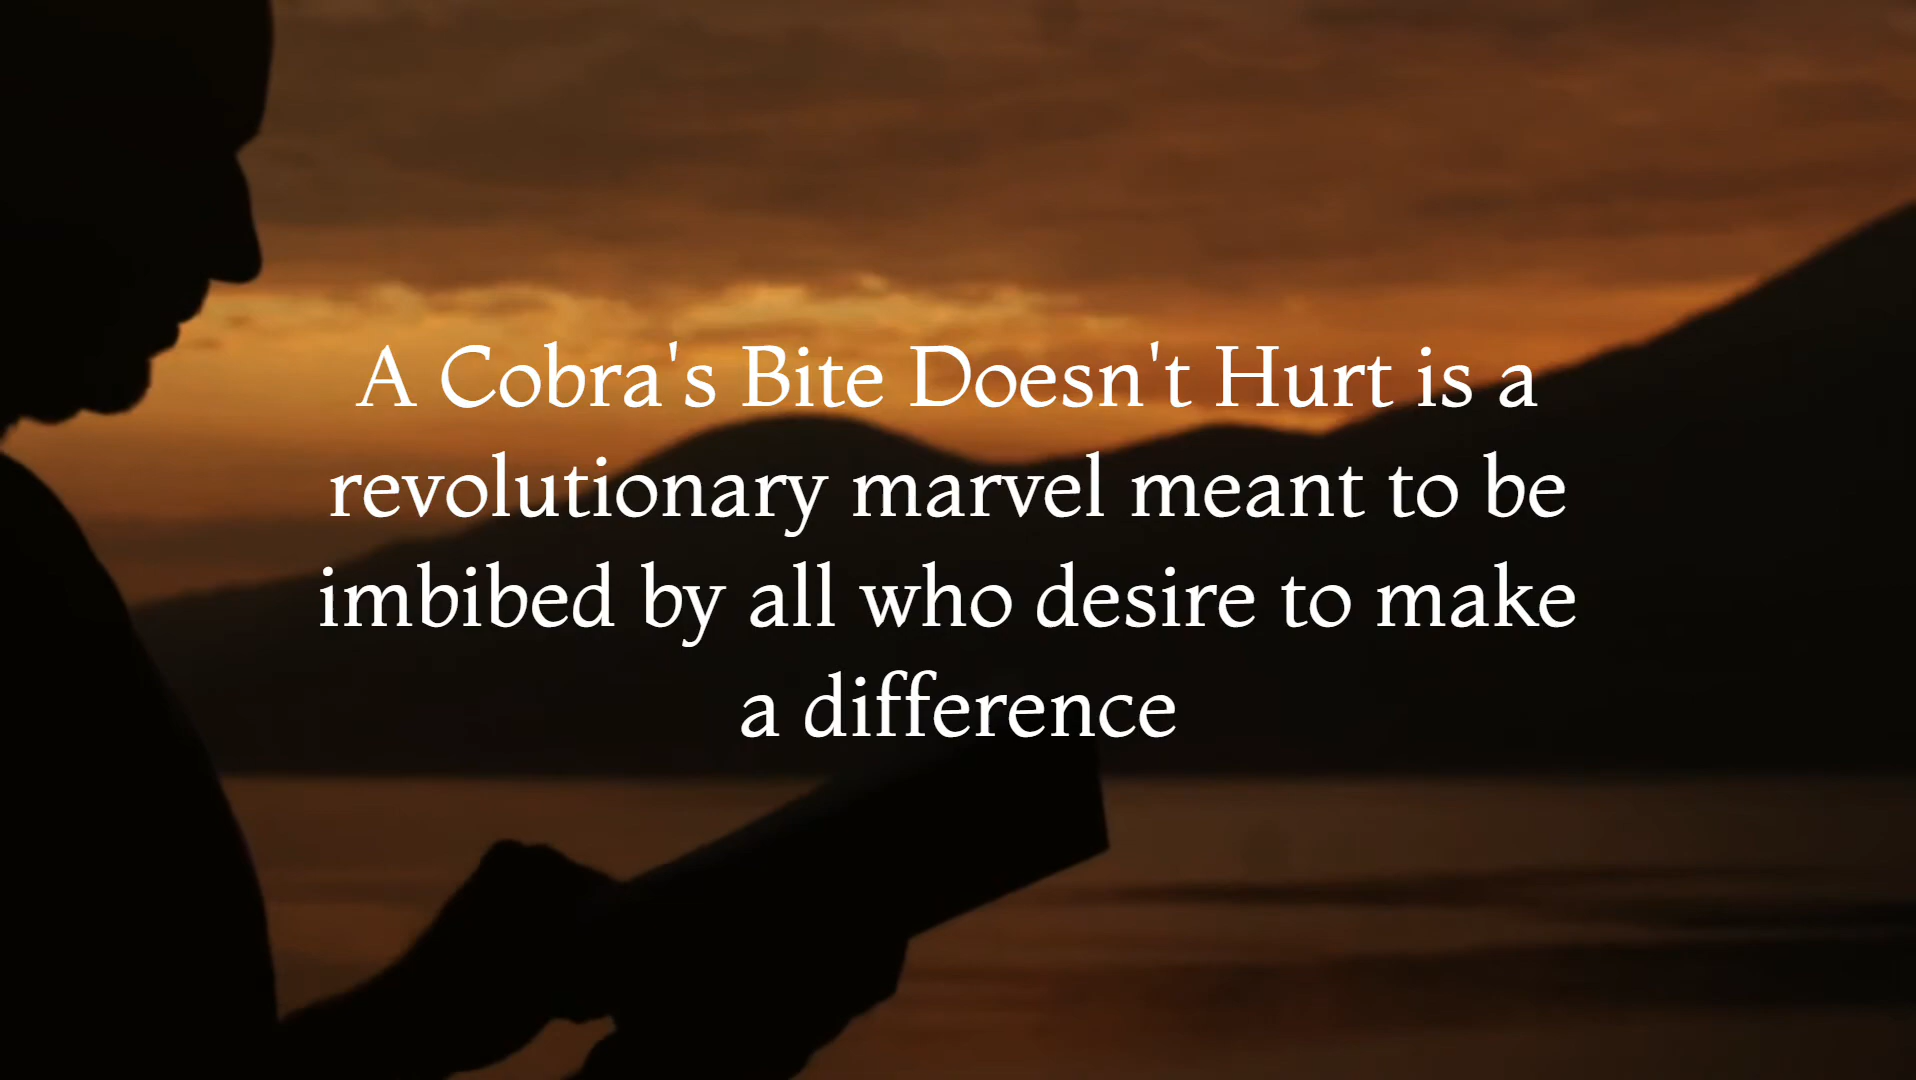 A Cobra's Bite Doesn't Hurt is a
revolutionary marvel meant to be
imbibed by all who desire to make
a difference